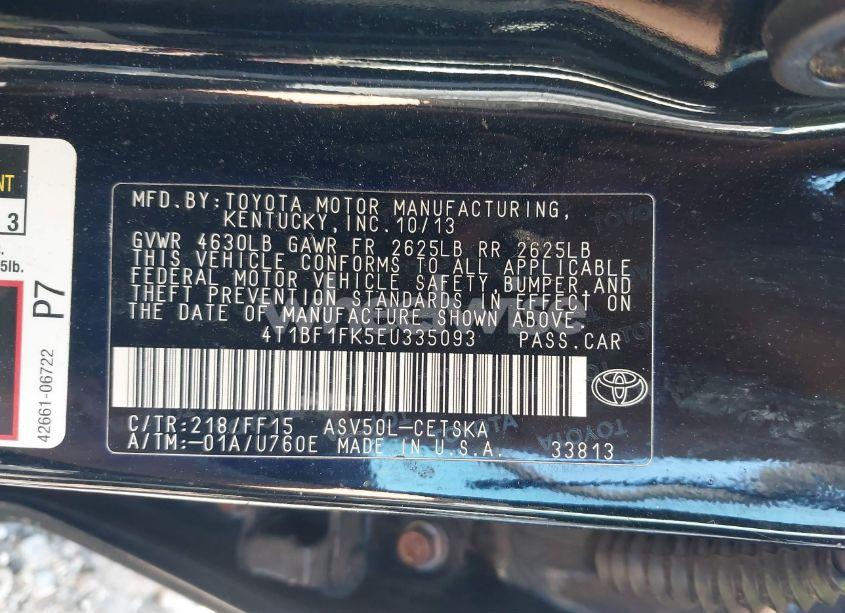 NT
3
5lb.
P7
42661-06722
MFD.BY:TOYOTA MOTOR MANUFACTURING,
KENTUCKY,INC.10/13
GVWR 4630LB GAWR FR 2625LB RR 2625LB
THIS VEHICLE CONFORMS TO ALL APPLICABLE
FEDERAL MOTOR VEHICLE SAFETY,BUMPER,AND
THEFT PREVENTION STANDARDS IN EFFECT ON
THE DATE OF MANUFACTURE SHOWN ABOVE.
4T1BF1FK5EU335093 PASS.CAR
C/TR:218/FF15 ASV50L-CETSKA
A/TM:-01A/U760E MADE IN U.S.A. 33813